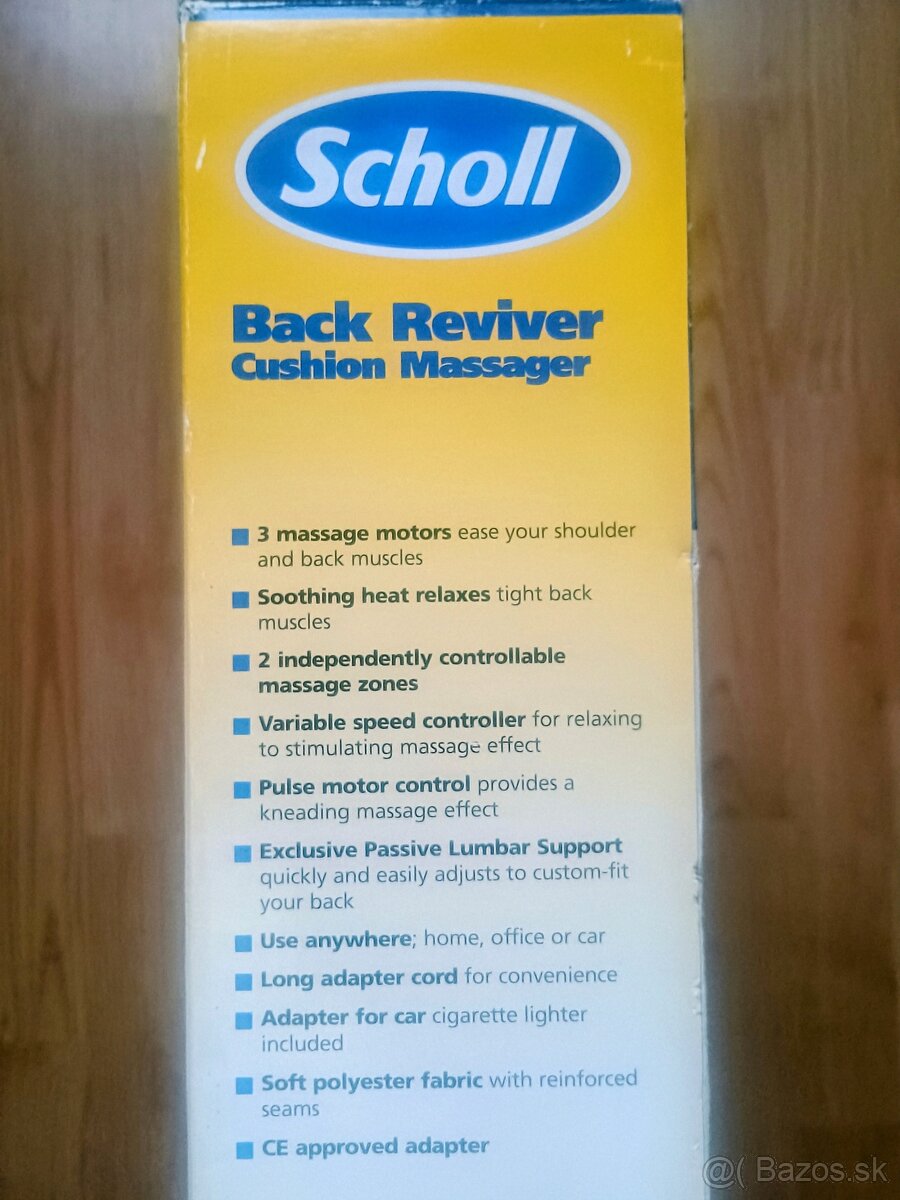 Scholl
Back Reviver
Cushion Massager
3 massage motors ease your shoulder
and back muscles
Soothing heat relaxes tight back
muscles
2 independently controllable
massage zones
Variable speed controller for relaxing
to stimulating massage effect
Pulse motor control provides a
kneading massage effect
Exclusive Passive Lumbar Support
quickly and easily adjusts to custom-fit
your back
Use anywhere; home, office or car
Long adapter cord for convenience
Adapter for car cigarette lighter
included
Soft polyester fabric with reinforced
seams
CE approved adapter
@( Bazos.sk